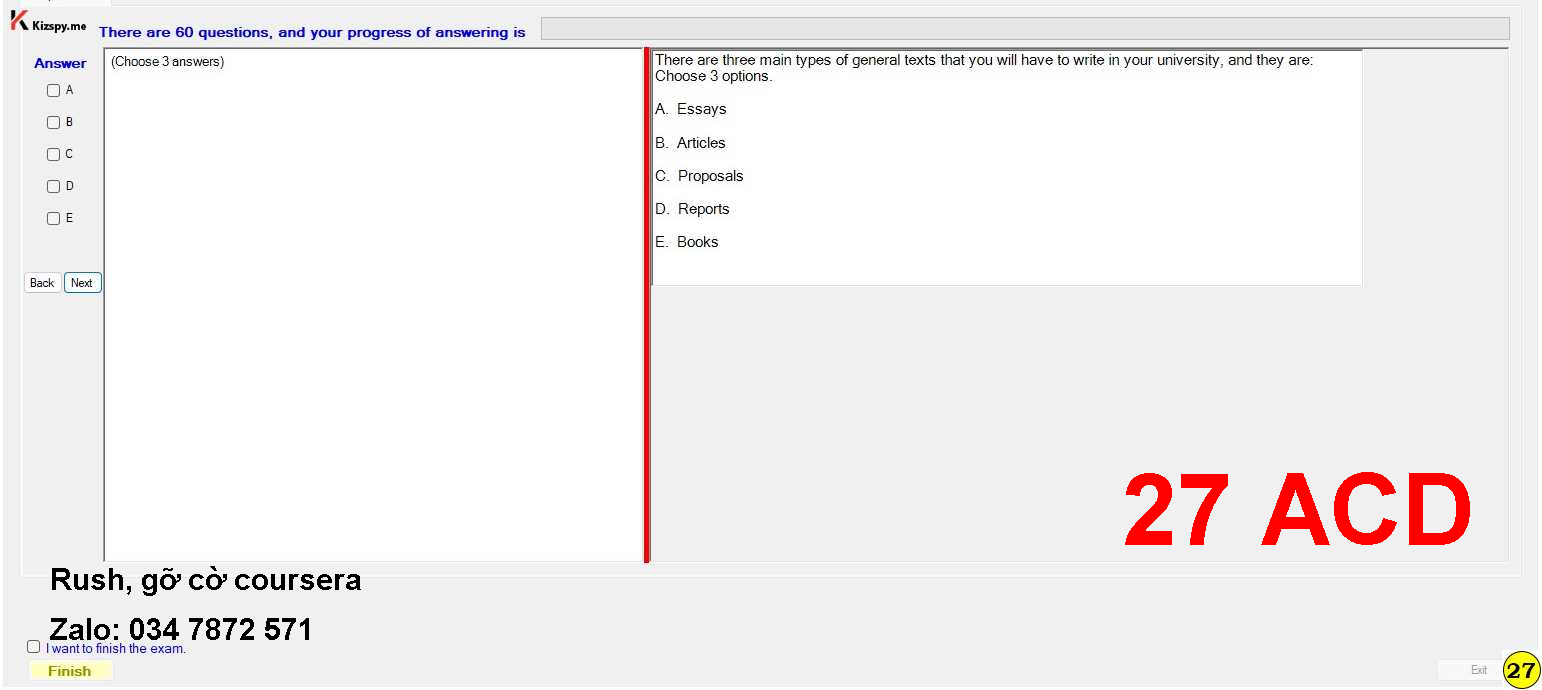 Kizspy.me
There are 60 questions, and your progress of answering is
Answer
A
B
C
D
E
Back Next
(Choose 3 answers)
There are three main types of general texts that you will have to write in your university, and they are:
Choose 3 options.
A. Essays
B. Articles
C. Proposals
D. Reports
E. Books
27 ACD
Rush, gỡ cờ coursera
Zalo: 034 7872 571
I want to finish the exam.
Finish
Exit
27